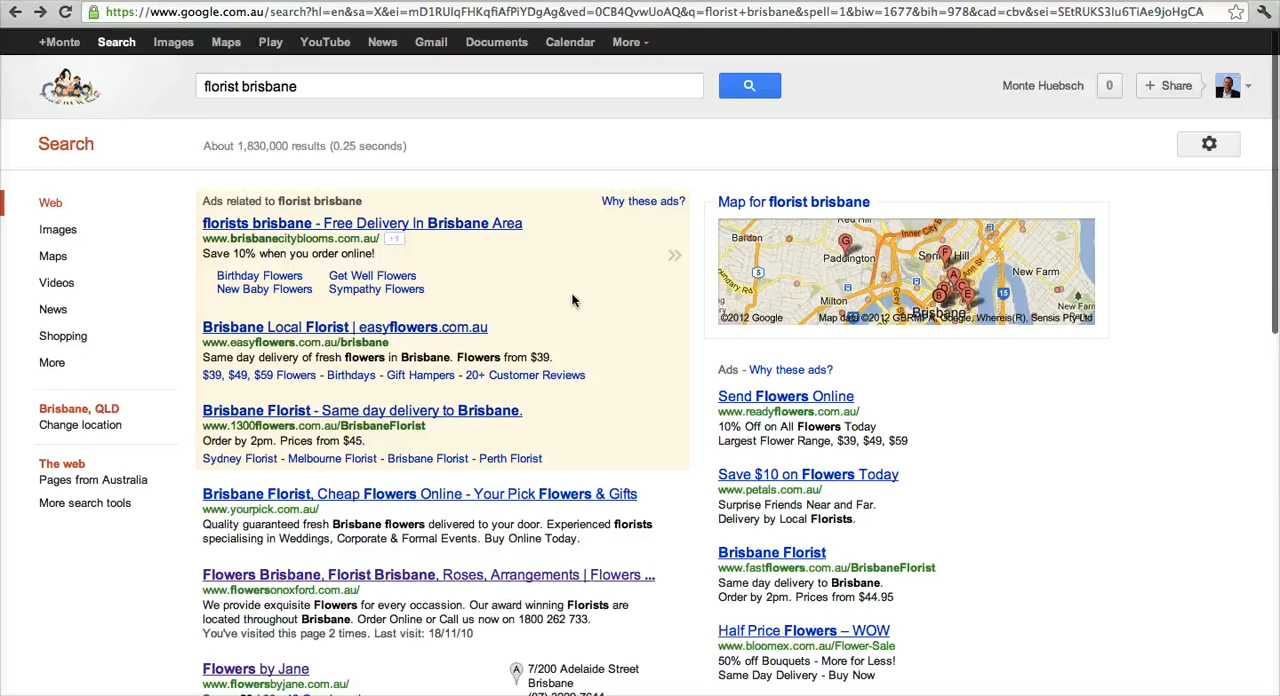 https://www.google.com.au/search?hl=en&sa=X&ei=mD1RUIqFHKqfiAfPiYDgAg&ved=0CB4QvwUoAQ&q=florist+brisbane&spell=1&biw=1677&bih=978&cad=cbv&sei=SEtRUKS3Iu6TiAe9joHgCA
+Monte Search Images Maps Play YouTube News Gmail Documents Calendar More
florist brisbane
Monte Huebsch 0 + Share
Search
About 1,830,000 results (0.25 seconds)
Web
Images
Maps
Videos
News
Shopping
More
Brisbane, QLD
Change location
The web
Pages from Australia
More search tools
Ads related to florist brisbane Why these ads?
florists brisbane - Free Delivery In Brisbane Area
www.brisbanecityblooms.com.au/ +1
Save 10% when you order online!
Birthday Flowers Get Well Flowers
New Baby Flowers Sympathy Flowers
Brisbane Local Florist | easyflowers.com.au
www.easyflowers.com.au/brisbane
Same day delivery of fresh flowers in Brisbane. Flowers from $39.
$39, $49, $59 Flowers - Birthdays - Gift Hampers - 20+ Customer Reviews
Brisbane Florist - Same day delivery to Brisbane.
www.1300flowers.com.au/BrisbaneFlorist
Order by 2pm. Prices from $45.
Sydney Florist - Melbourne Florist - Brisbane Florist - Perth Florist
Brisbane Florist, Cheap Flowers Online - Your Pick Flowers & Gifts
www.yourpick.com.au/
Quality guaranteed fresh Brisbane flowers delivered to your door. Experienced florists
specialising in Weddings, Corporate & Formal Events. Buy Online Today.
Flowers Brisbane, Florist Brisbane, Roses, Arrangements | Flowers ...
www.flowersonoxford.com.au/
We provide exquisite Flowers for every occassion. Our award winning Florists are
located throughout Brisbane. Order Online or Call us now on 1800 262 733.
You've visited this page 2 times. Last visit: 18/11/10
Flowers by Jane
www.flowersbyjane.com.au/
A 7/200 Adelaide Street
Brisbane
Map for florist brisbane
Red Hill
Bardon
Inner City
G
Paddington
F
Spring Hill
A
New Farm
D C
B E
5
15
Milton
Brisbane
©2012 Google Map data ©2012 GBRMPA, Google, Whereis(R), Sensis Pty Ltd
Ads - Why these ads?
Send Flowers Online
www.readyflowers.com.au/
10% Off on All Flowers Today
Largest Flower Range, $39, $49, $59
Save $10 on Flowers Today
www.petals.com.au/
Surprise Friends Near and Far.
Delivery by Local Florists.
Brisbane Florist
www.fastflowers.com.au/BrisbaneFlorist
Same day delivery to Brisbane.
Order by 2pm. Prices from $44.95
Half Price Flowers – WOW
www.bloomex.com.au/Flower-Sale
50% off Bouquets - More for Less!
Same Day Delivery - Buy Now